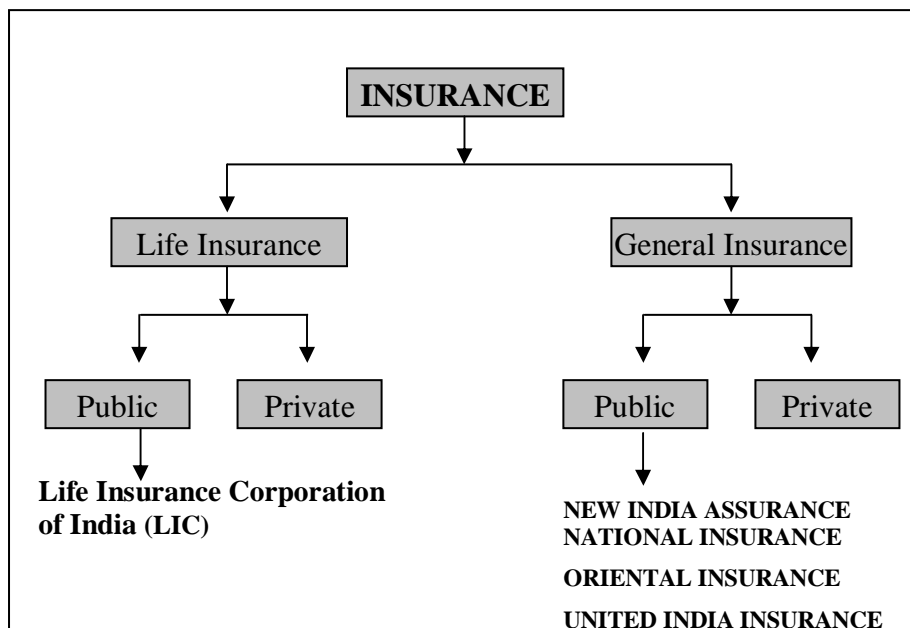 INSURANCE
Life Insurance
General Insurance
Public
Private
Public
Private
Life Insurance Corporation
of India (LIC)
NEW INDIA ASSURANCE
NATIONAL INSURANCE
ORIENTAL INSURANCE
UNITED INDIA INSURANCE